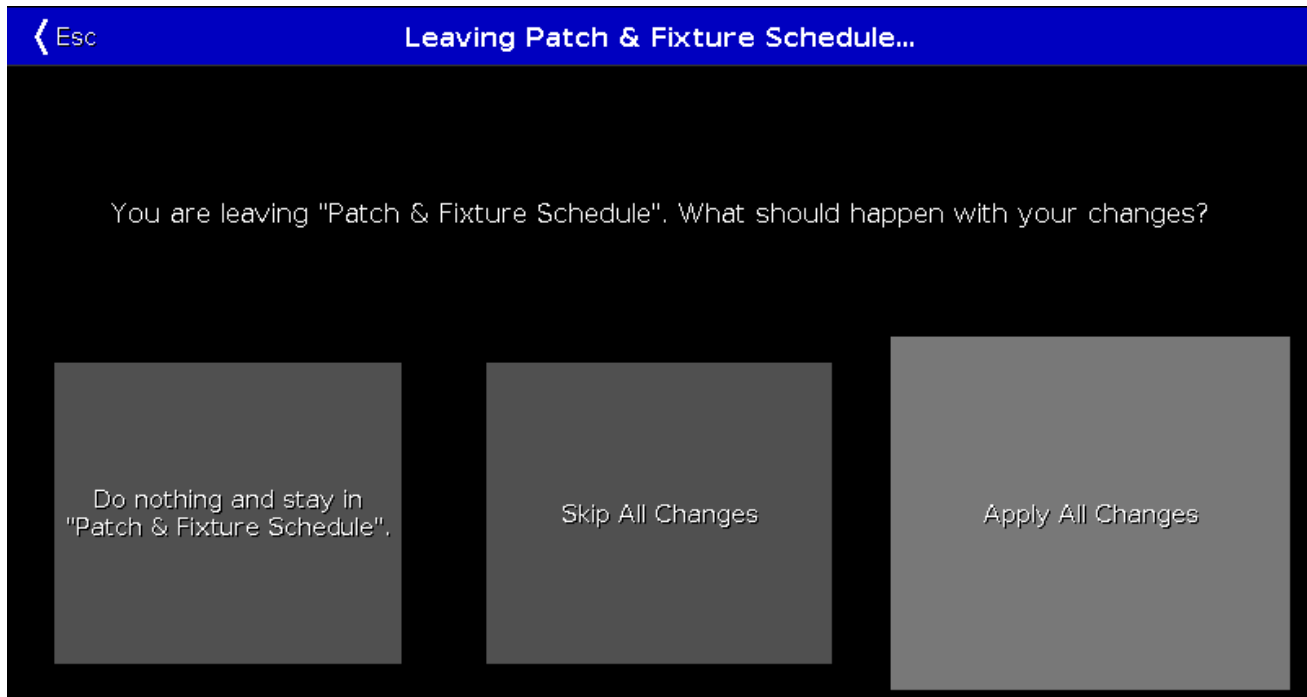 Esc
Leaving Patch & Fixture Schedule...
You are leaving "Patch & Fixture Schedule". What should happen with your changes?
Do nothing and stay in
"Patch & Fixture Schedule".
Skip All Changes
Apply All Changes